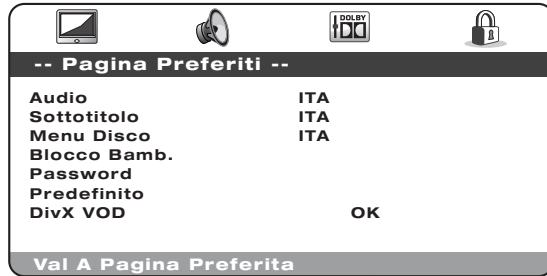 DOLBY
-- Pagina Preferiti --
Audio ITA
Sottotitolo ITA
Menu Disco ITA
Blocco Bamb.
Password
Predefinito
DivX VOD OK
Val A Pagina Preferita